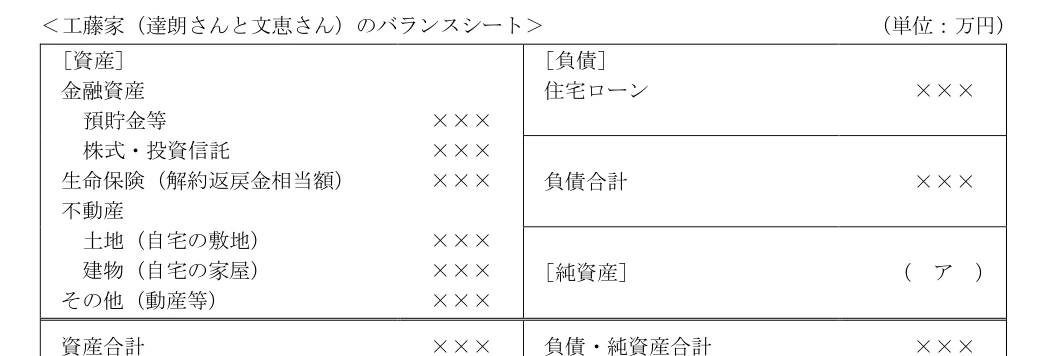 ＜工藤家（達朗さんと文恵さん）のバランスシート＞　（単位：万円）
［資産］
金融資産
預貯金等　×××
株式・投資信託　×××
生命保険（解約返戻金相当額）　×××
不動産
土地（自宅の敷地）　×××
建物（自宅の家屋）　×××
その他（動産等）　×××
資産合計　×××
［負債］
住宅ローン　×××
負債合計　×××
［純資産］　（　ア　）
負債・純資産合計　×××